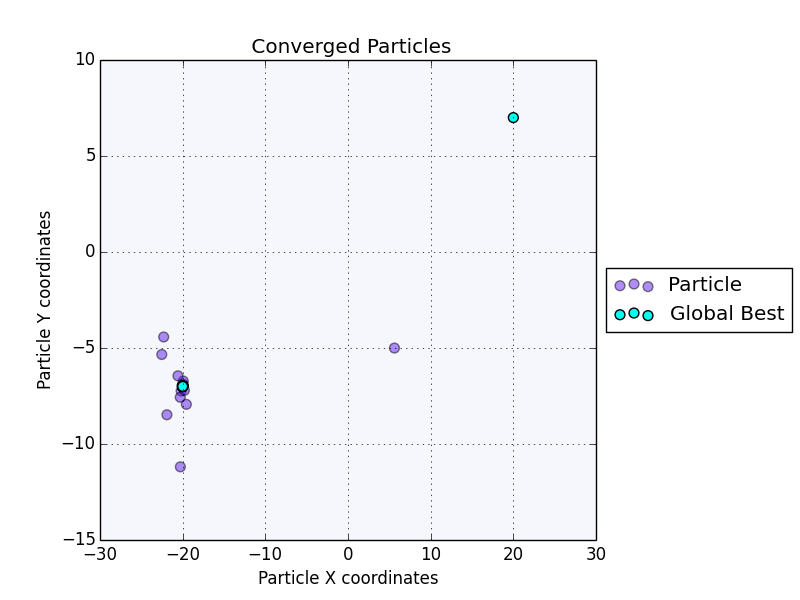 Converged Particles
10
5
0
−5
−10
−15
−30
−20
−10
0
10
20
30
Particle X coordinates
Particle Y coordinates
Particle
Global Best